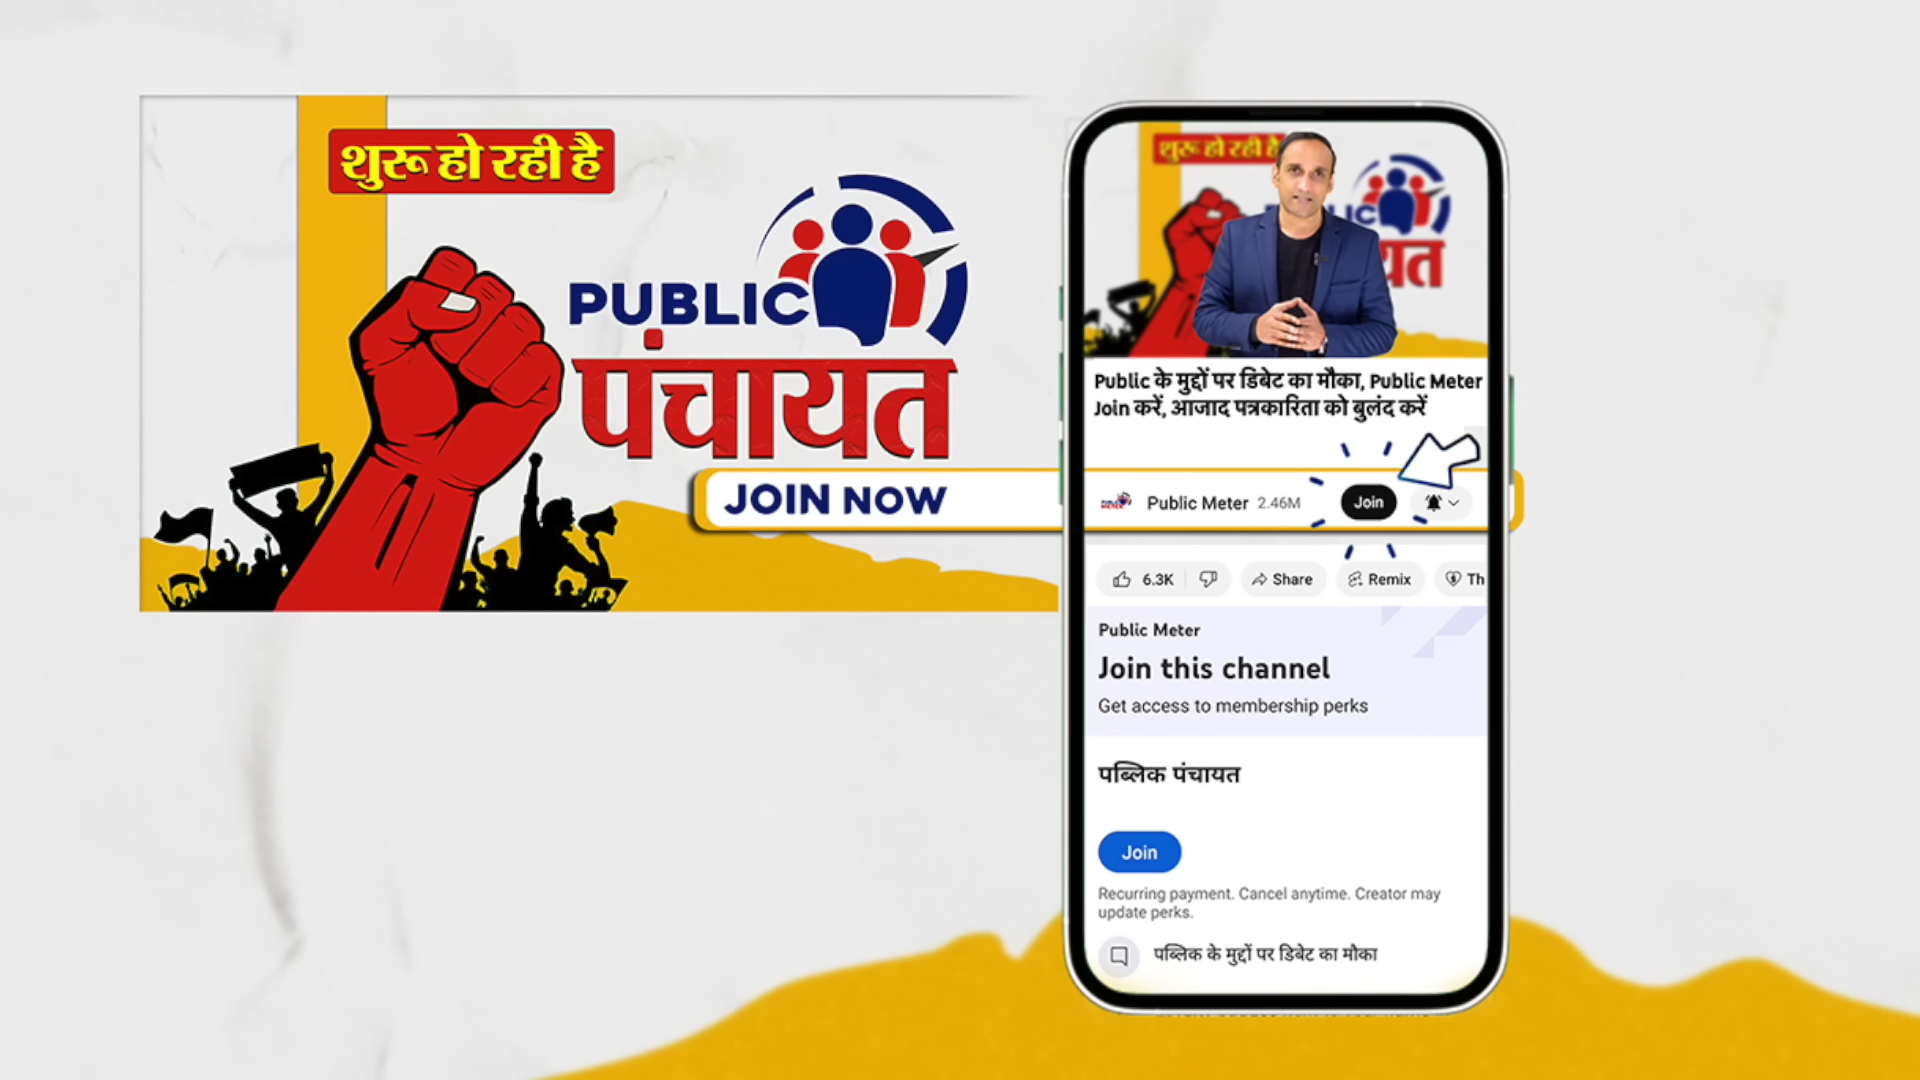 शुरू हो रही है
PUBLIC
पंचायत
JOIN NOW
शुरू हो रही है
Public के मुद्दों पर डिबेट का मौका, Public Meter
Join करें, आजाद पत्रकारिता को बुलंद करें
Public Meter 2.46M Join
6.3K Share Remix Th
Public Meter
Join this channel
Get access to membership perks
पब्लिक पंचायत
Join
Recurring payment. Cancel anytime. Creator may
update perks.
पब्लिक के मुद्दों पर डिबेट का मौका